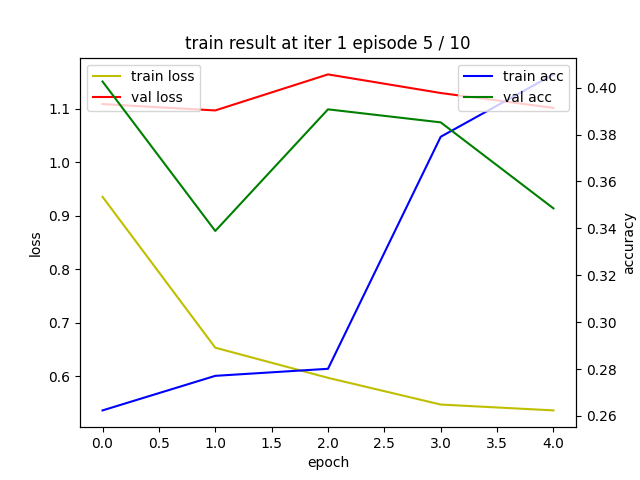 train result at iter 1 episode 5 / 10
train loss
val loss
train acc
val acc
1.1
1.0
0.9
0.8
0.7
0.6
loss
0.40
0.38
0.36
0.34
0.32
0.30
0.28
0.26
accuracy
0.0 0.5 1.0 1.5 2.0 2.5 3.0 3.5 4.0
epoch